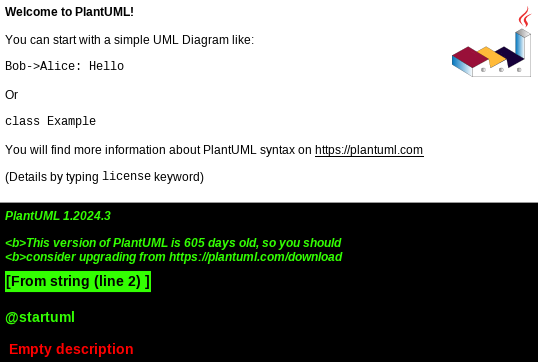 Welcome to PlantUML!
You can start with a simple UML Diagram like:
Bob->Alice: Hello
Or
class Example
You will find more information about PlantUML syntax on https://plantuml.com
(Details by typing license keyword)
PlantUML 1.2024.3
<b>This version of PlantUML is 605 days old, so you should
<b>consider upgrading from https://plantuml.com/download
[From string (line 2) ]
@startuml
Empty description